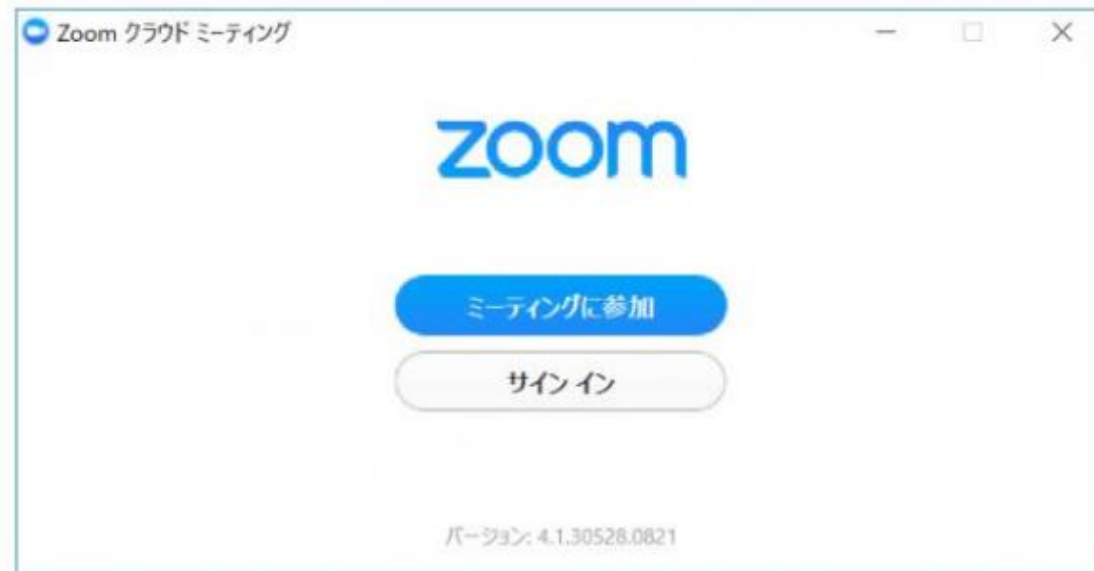 Zoom クラウド ミーティング
zoom
ミーティングに参加
サイン イン
バージョン: 4.1.30528.0821